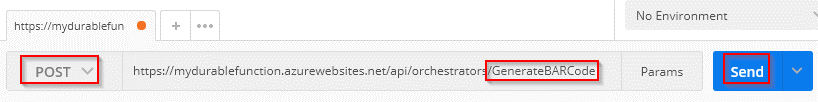 https://mydurablefun
+
•••
No Environment
POST
https://mydurablefunction.azurewebsites.net/api/orchestrators/GenerateBARCode
Params
Send